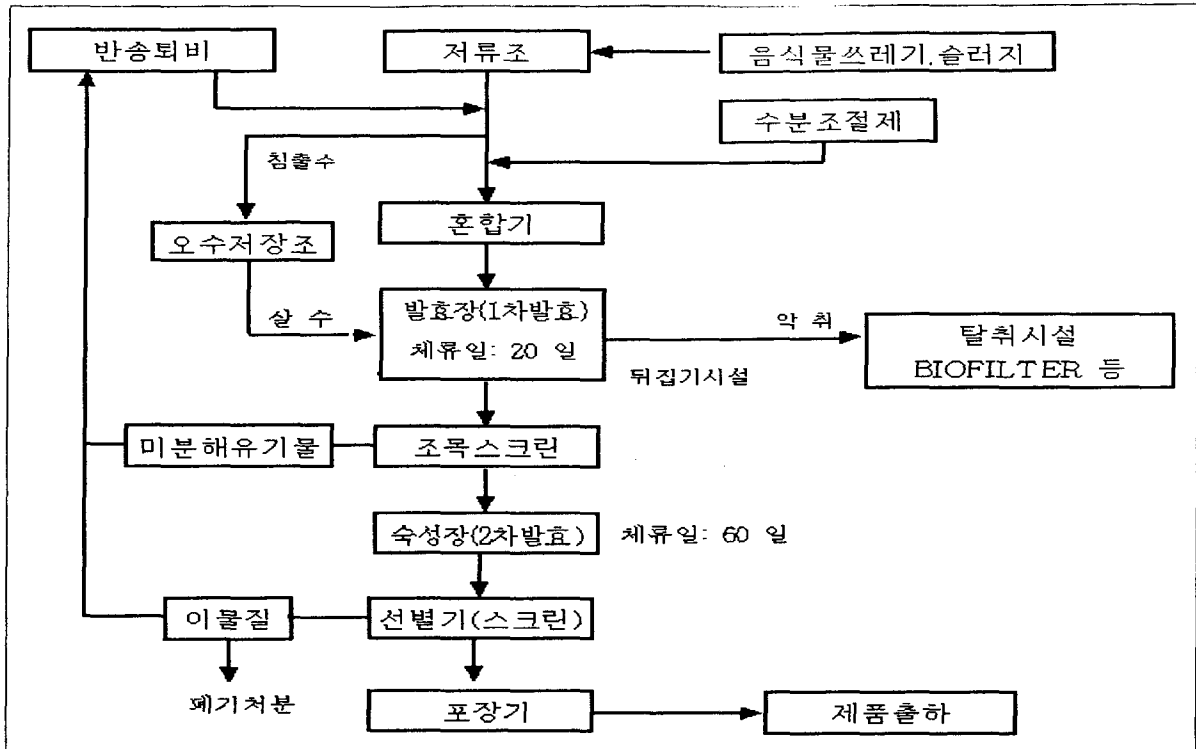 반송퇴비
저류조
음식물쓰레기.슬러지
수분조절제
침출수
혼합기
오수저장조
발효장(1차발효)
체류일: 20 일
살 수
악 취
탈취시설
BIOFILTER 등
뒤집기시설
미분해유기물
조목스크린
숙성장(2차발효)
체류일: 60 일
이물질
선별기(스크린)
폐기처분
포장기
제품출하